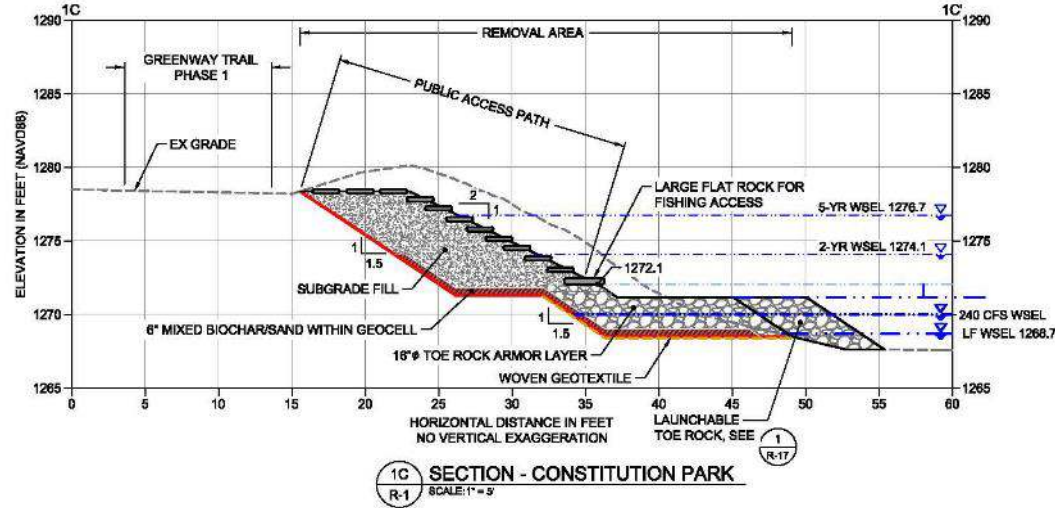 1C
1C'
REMOVAL AREA
GREENWAY TRAIL
PHASE 1
PUBLIC ACCESS PATH
EX GRADE
LARGE FLAT ROCK FOR
FISHING ACCESS
2
1
5-YR WSEL 1276.7
2-YR WSEL 1274.1
1
1.5
1272.1
SUBGRADE FILL
6" MIXED BIOCHAR/SAND WITHIN GEOCELL
1
1.5
240 CFS WSEL
LF WSEL 1268.7
16"ϕ TOE ROCK ARMOR LAYER
WOVEN GEOTEXTILE
LAUNCHABLE
TOE ROCK, SEE
1
R-17
ELEVATION IN FEET (NAVD88)
1290
1285
1280
1275
1270
1265
1290
1285
1280
1275
1270
1265
0 5 10 15 20 25 30 35 40 45 50 55 60
HORIZONTAL DISTANCE IN FEET
NO VERTICAL EXAGGERATION
1C
R-1
SECTION - CONSTITUTION PARK
SCALE: 1" = 5'